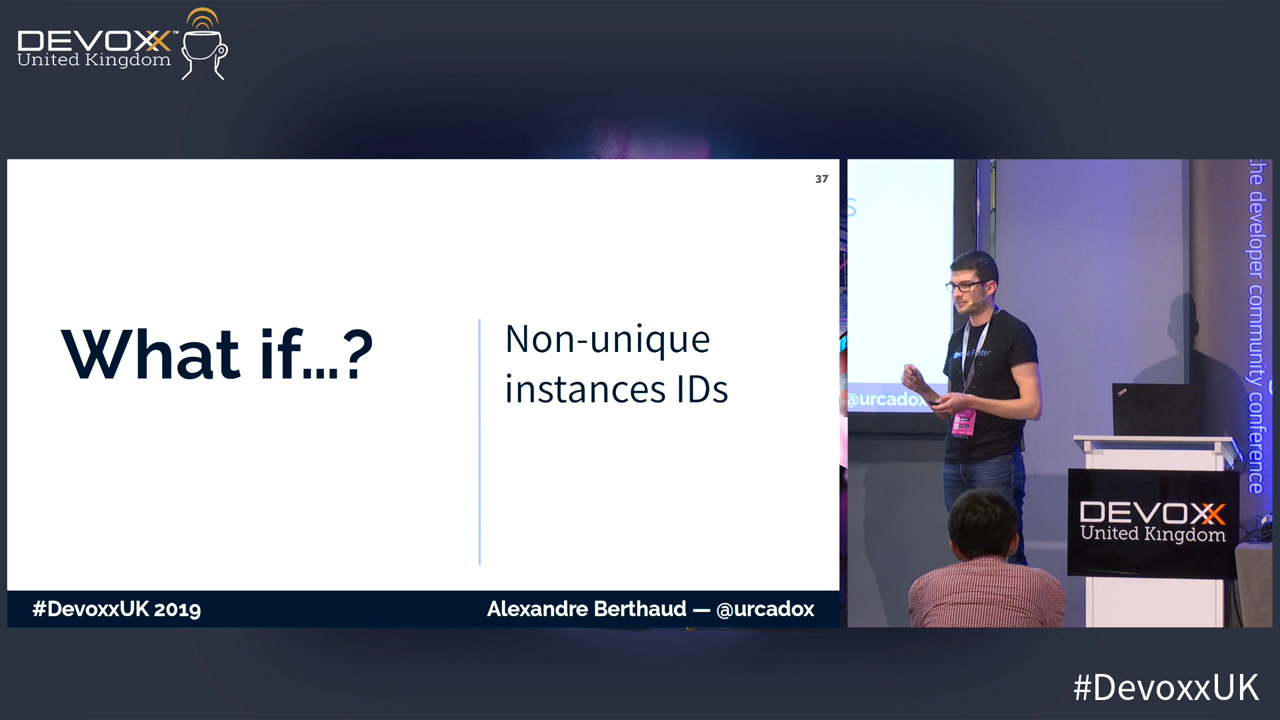 DEVOXX™
United Kingdom
37
What if...?
Non-unique
instances IDs
#DevoxxUK 2019
Alexandre Berthaud — @urcadox
@urcadox
the developer community conference
DEVOXX
United Kingdom
#DevoxxUK